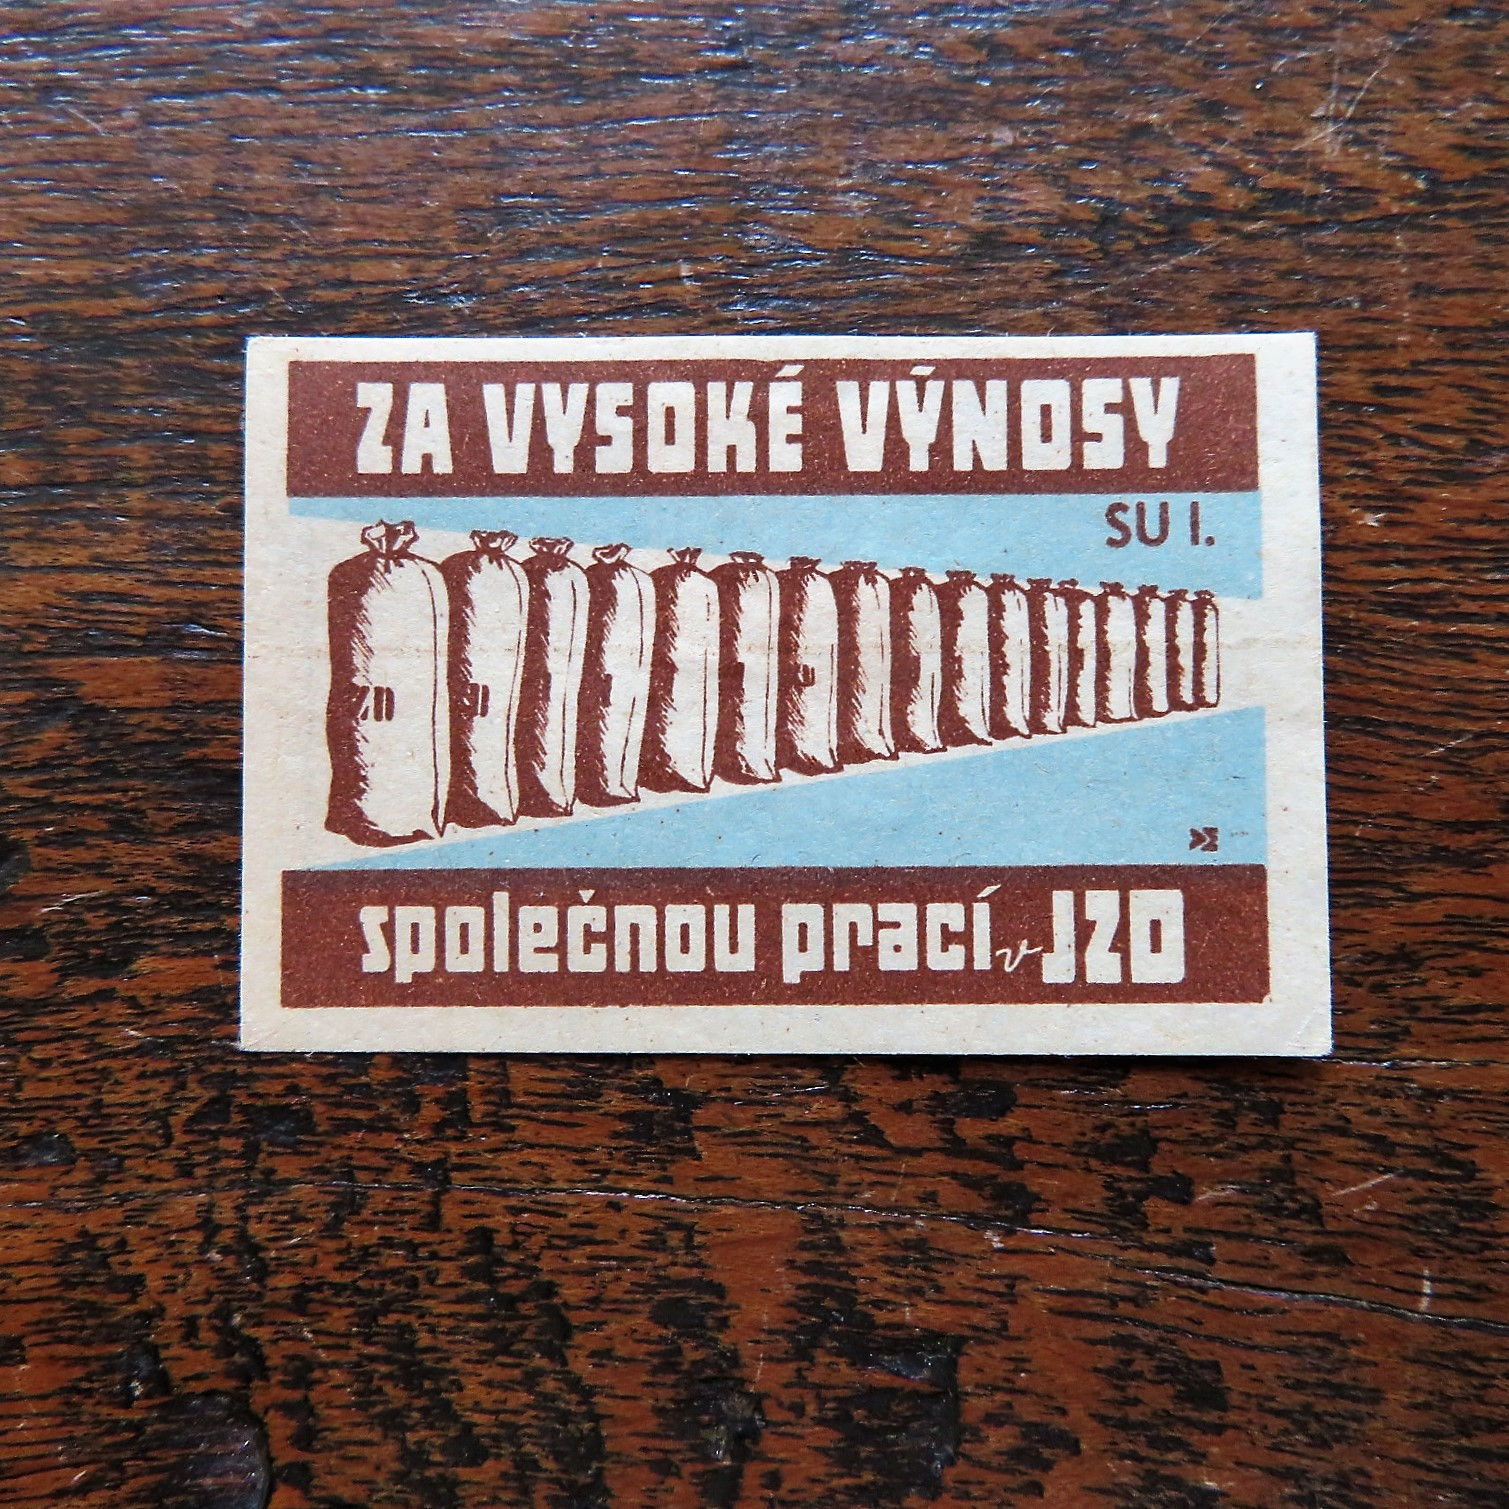 ZA VYSOKÉ VÝNOSY
SU I.
společnou prací v JZD